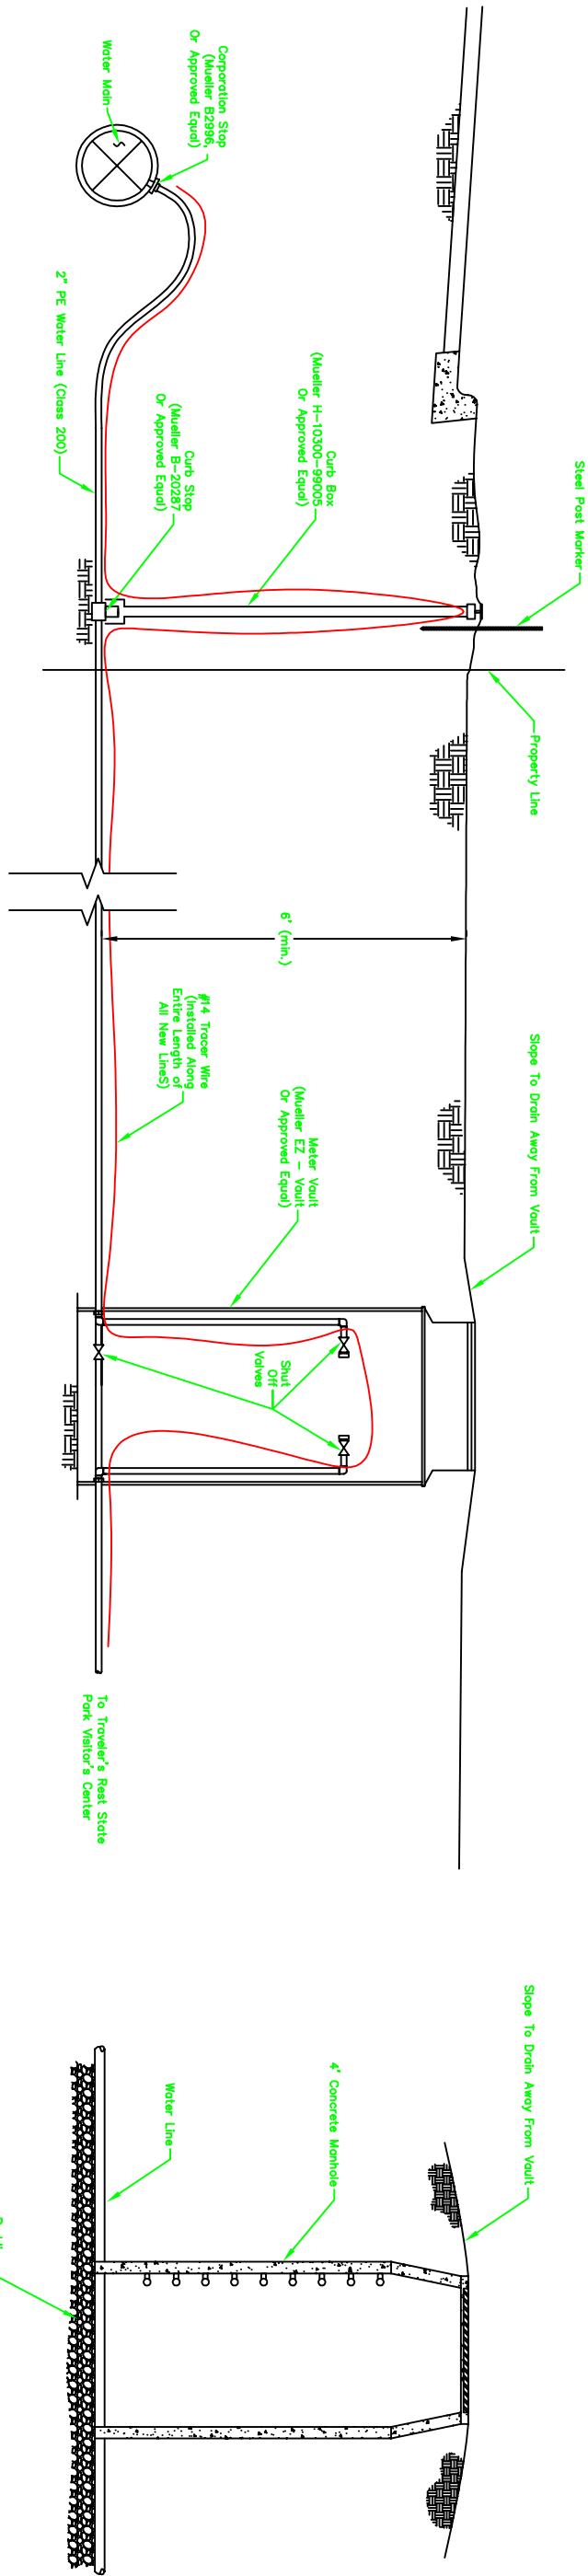 Steel Post Marker
Property Line
Slope To Drain Away From Vault
Corporation Stop
(Mueller B2996,
Or Approved Equal)
Water Main
2" PE Water Line (Class 200)
Curb Box
(Mueller H-10300-99005
Or Approved Equal)
Curb Stop
(Mueller B-20287
Or Approved Equal)
6' (min.)
#14 Tracer Wire
(Installed Along
Entire Length of
All New LineS)
Meter Vault
(Mueller EZ - Vault
Or Approved Equal)
Shut
Off
Valves
To Traveler's Rest State
Park Visitor's Center
Slope To Drain Away From Vault
4' Concrete Manhole
Water Line